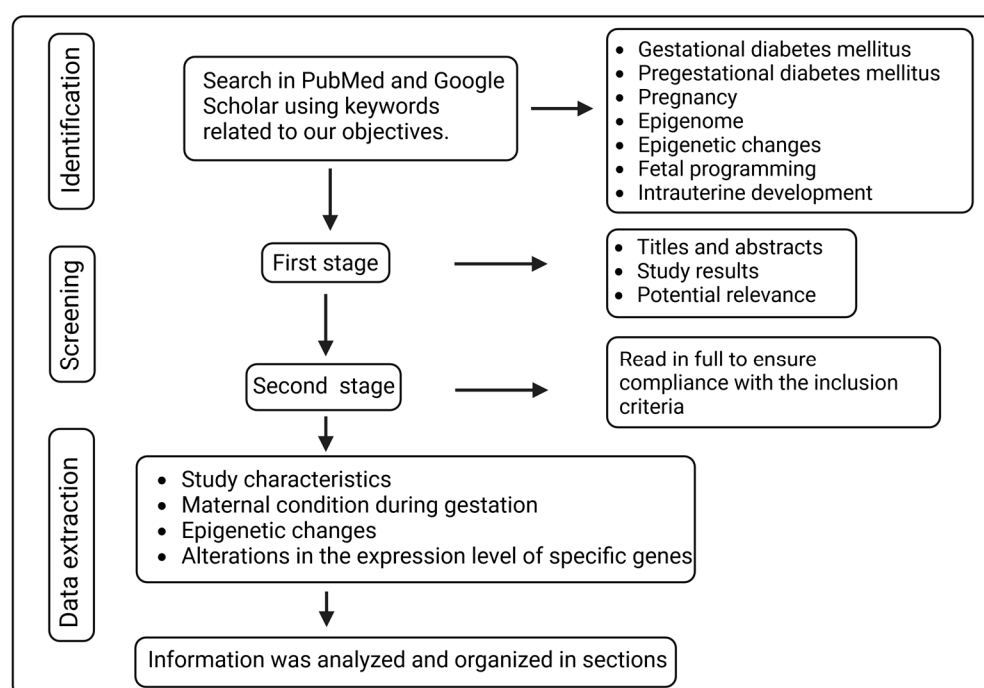 Identification
Search in PubMed and Google
Scholar using keywords
related to our objectives.
• Gestational diabetes mellitus
• Pregestational diabetes mellitus
• Pregnancy
• Epigenome
• Epigenetic changes
• Fetal programming
• Intrauterine development
Screening
First stage
• Titles and abstracts
• Study results
• Potential relevance
Second stage
Read in full to ensure
compliance with the inclusion
criteria
Data extraction
• Study characteristics
• Maternal condition during gestation
• Epigenetic changes
• Alterations in the expression level of specific genes
Information was analyzed and organized in sections